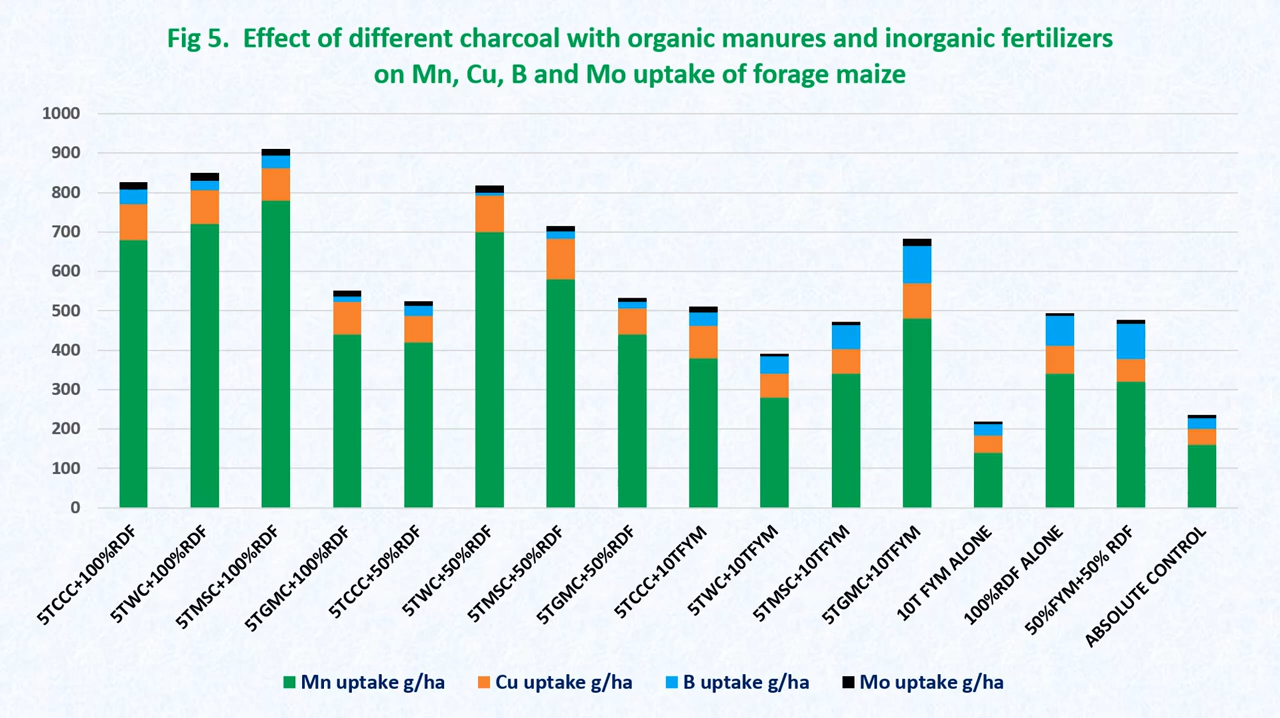 Fig 5.  Effect of different charcoal with organic manures and inorganic fertilizers
on Mn, Cu, B and Mo uptake of forage maize
1000
900
800
700
600
500
400
300
200
100
0
5TCCC+100%RDF
5TWC+100%RDF
5TMSC+100%RDF
5TGMC+100%RDF
5TCCC+50%RDF
5TWC+50%RDF
5TMSC+50%RDF
5TGMC+50%RDF
5TCCC+10TFYM
5TWC+10TFYM
5TMSC+10TFYM
5TGMC+10TFYM
10T FYM ALONE
100%RDF ALONE
50%FYM+50% RDF
ABSOLUTE CONTROL
Mn uptake g/ha
Cu uptake g/ha
B uptake g/ha
Mo uptake g/ha